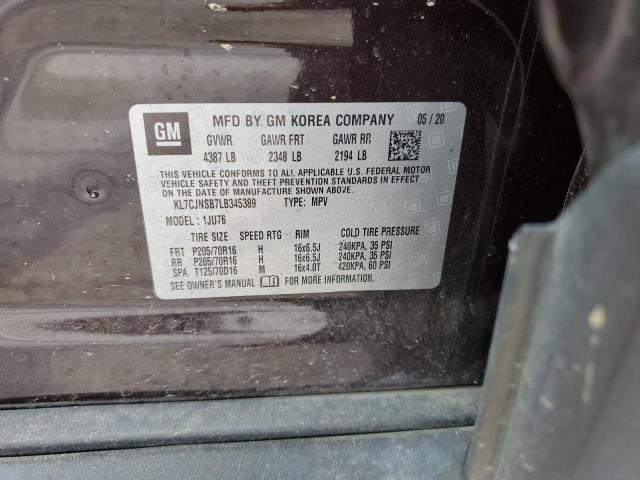 GM
MFD BY GM KOREA COMPANY 05/20
GVWR GAWR FRT GAWR RR
4387 LB 2348 LB 2194 LB
THIS VEHICLE CONFORMS TO ALL APPLICABLE U.S. FEDERAL MOTOR
VEHICLE SAFETY, BUMPER, AND THEFT PREVENTION STANDARDS IN EFFECT
ON THE DATE OF MANUFACTURE SHOWN ABOVE.
KL7CJNSB7LB345389 TYPE: MPV
MODEL: 1JU76
TIRE SIZE SPEED RTG RIM COLD TIRE PRESSURE
FRT P205/70R16 H 16x6.5J 240KPA, 35 PSI
RR P205/70R16 H 16x6.5J 240KPA, 35 PSI
SPA T125/70D16 M 16x4.0T 420KPA, 60 PSI
SEE OWNER'S MANUAL FOR MORE INFORMATION.